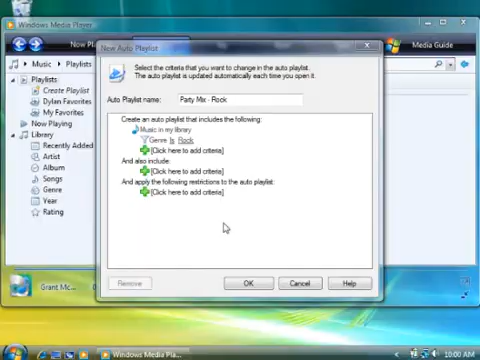 Windows Media Player
Now Pl
Media Guide
New Auto Playlist
Music
Playlists
Select the criteria that you want to change in the auto playlist.
The auto playlist is updated automatically each time you open it.
Playlists
Create Playlist
Dylan Favorites
My Favorites
Now Playing
Library
Recently Added
Artist
Album
Songs
Genre
Year
Rating
Auto Playlist name:
Party Mix - Rock
Create an auto playlist that includes the following:
Music in my library
Genre Is Rock
[Click here to add criteria]
And also include:
[Click here to add criteria]
And apply the following restrictions to the auto playlist:
[Click here to add criteria]
Remove
OK
Cancel
Help
Grant Mc...
Windows Media Pla...
10:00 AM